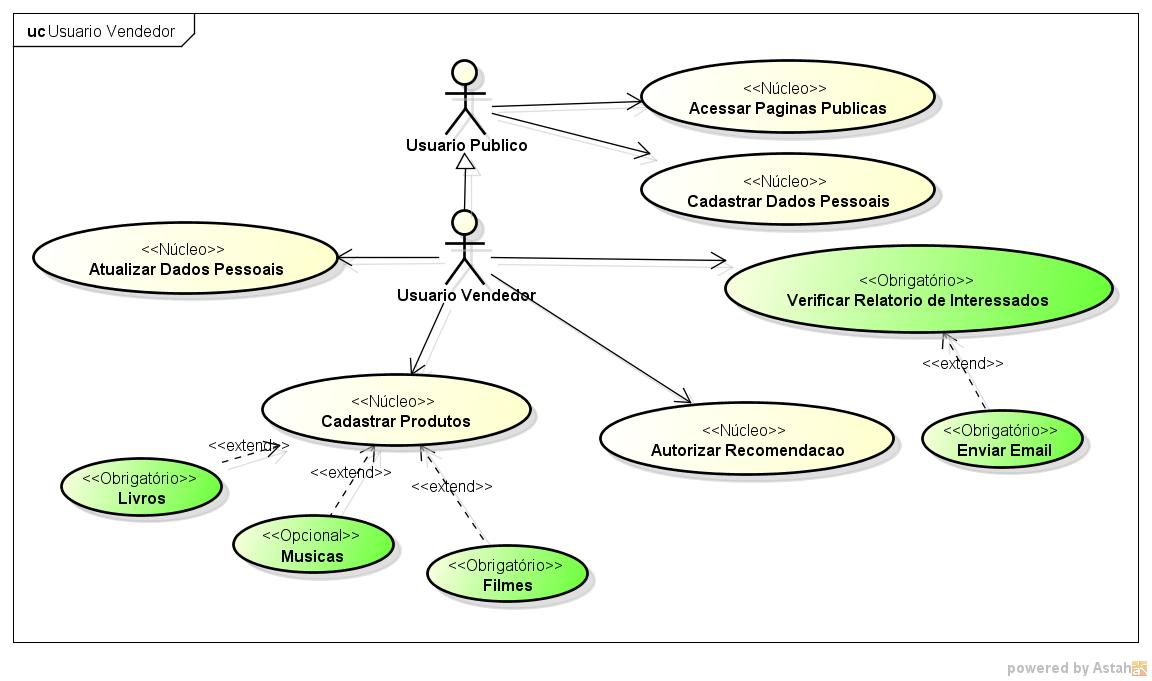 uc Usuario Vendedor
<<Núcleo>>
Acessar Paginas Publicas
Usuario Publico
<<Núcleo>>
Cadastrar Dados Pessoais
<<Núcleo>>
Atualizar Dados Pessoais
Usuario Vendedor
<<Obrigatório>>
Verificar Relatorio de Interessados
<<extend>>
<<Núcleo>>
Cadastrar Produtos
<<Núcleo>>
Autorizar Recomendacao
<<Obrigatório>>
Enviar Email
<<extend>>
<<extend>>
<<extend>>
<<Obrigatório>>
Livros
<<Opcional>>
Musicas
<<Obrigatório>>
Filmes
powered by Astah